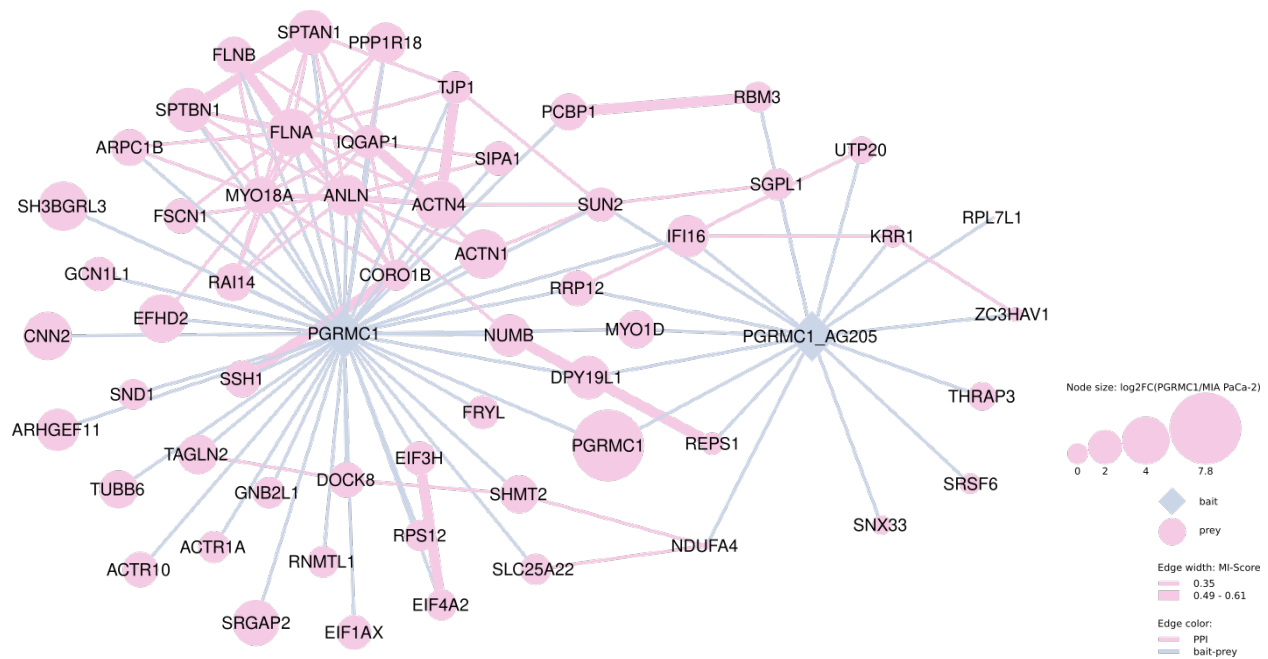 SPTAN1
PPP1R18
FLNB
TJP1
RBM3
SPTBN1
PCBP1
FLNA
IQGAP1
ARPC1B
UTP20
SIPA1
SGPL1
MYO18A
ANLN
ACTN4
SUN2
SH3BGRL3
FSCN1
RPL7L1
IFI16
KRR1
ACTN1
GCN1L1
CORO1B
RAI14
RRP12
EFHD2
ZC3HAV1
CNN2
PGRMC1
NUMB
MYO1D
PGRMC1_AG205
SSH1
DPY19L1
SND1
THRAP3
FRYL
ARHGEF11
PGRMC1
REPS1
TAGLN2
EIF3H
DOCK8
TUBB6
GNB2L1
SHMT2
SRSF6
SNX33
RPS12
ACTR1A
NDUFA4
RNMTL1
ACTR10
SLC25A22
EIF4A2
SRGAP2
EIF1AX
Node size: log2FC(PGRMC1/MIA PaCa-2)
0 2 4 7.8
bait
prey
Edge width: MI-Score
0.35
0.49 - 0.61
Edge color:
PPI
bait-prey